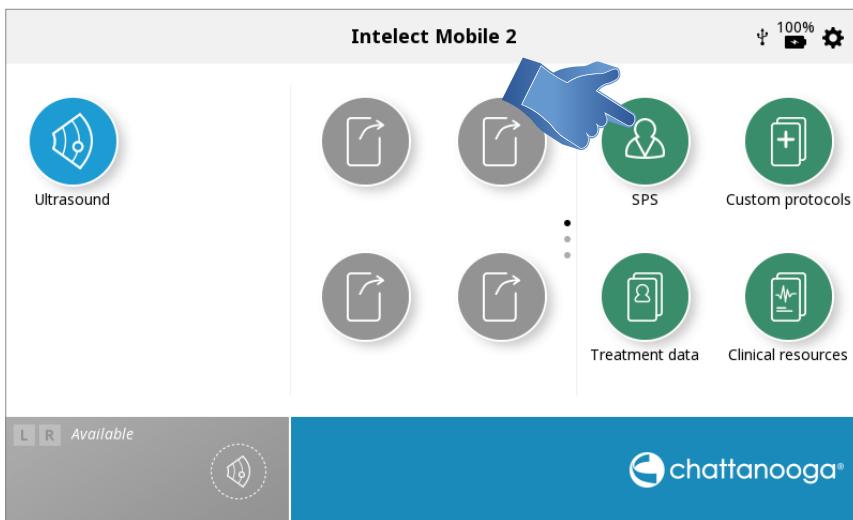 Intelect Mobile 2
100%
Ultrasound
SPS
Custom protocols
Treatment data
Clinical resources
L R Available
chattanooga®